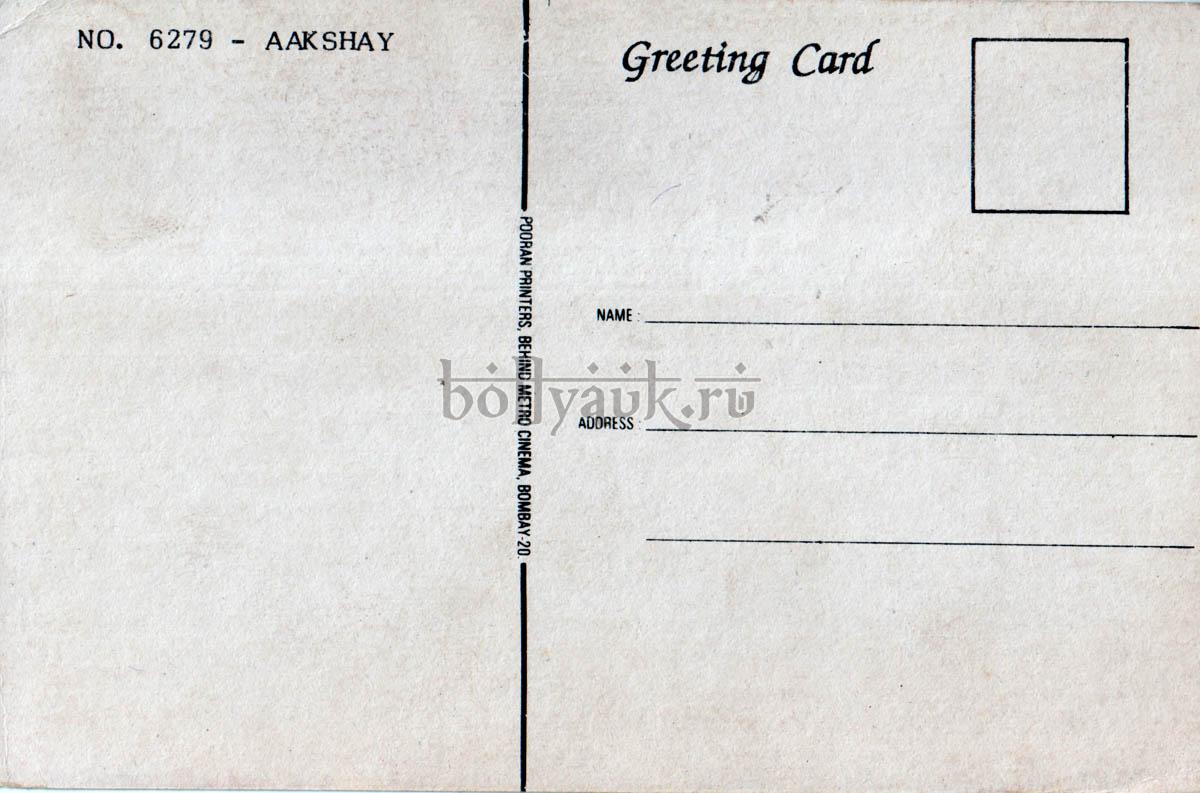 NO. 6279 - AAKSHAY
Greeting Card
POORAN PRINTERS, BEHIND METRO CINEMA, BOMBAY-20.
NAME :
ADDRESS :
bollyauk.ru